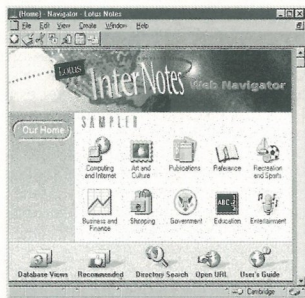 (Home) - Navigator - Lotus Notes
File Edit View Create Window Help
Lotus
InterNotes Web Navigator
Our Home
SAMPLER
Computing and Internet
Art and Culture
Publications
Reference
Recreation and Sports
Business and Finance
Shopping
Government
Education
Entertainment
Database Views
Recommended
Directory Search
Open URL
User's Guide
Cambridge